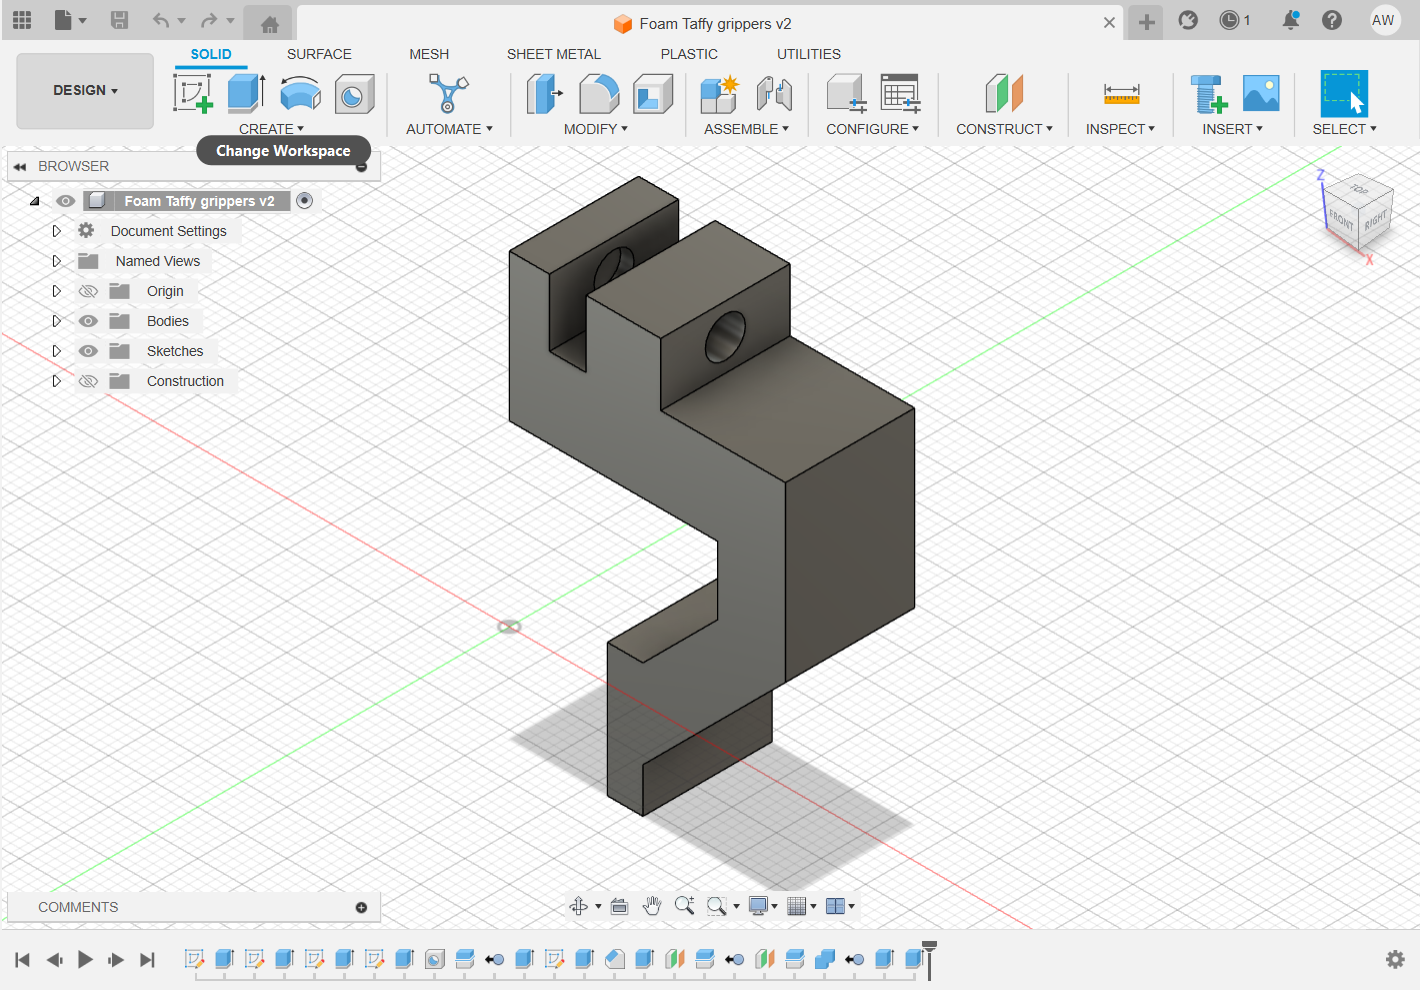 Foam Taffy grippers v2
1
AW
DESIGN
SOLID
SURFACE
MESH
SHEET METAL
PLASTIC
UTILITIES
CREATE
AUTOMATE
MODIFY
ASSEMBLE
CONFIGURE
CONSTRUCT
INSPECT
INSERT
SELECT
Change Workspace
BROWSER
Foam Taffy grippers v2
Document Settings
Named Views
Origin
Bodies
Sketches
Construction
Z
TOP
FRONT
RIGHT
X
COMMENTS